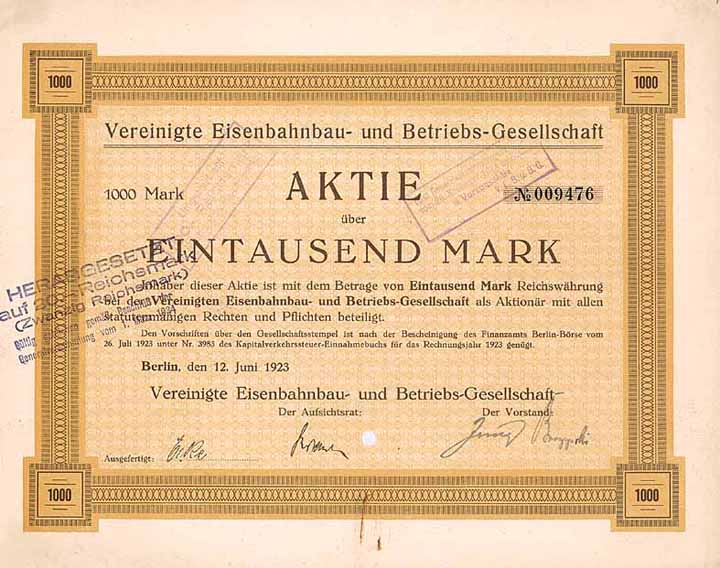 1000
1000
Vereinigte Eisenbahnbau- und Betriebs-Gesellschaft
1000 Mark
AKTIE
№ 009476
über
EINTAUSEND MARK
HERABGESETZT
auf 20 Reichsmark
(Zwanzig Reichsmark)
Inhaber dieser Aktie ist mit dem Betrage von Eintausend Mark Reichswährung
bei der Vereinigten Eisenbahnbau- und Betriebs-Gesellschaft als Aktionär mit allen
statutenmäßigen Rechten und Pflichten beteiligt.
Den Vorschriften über den Gesellschaftsstempel ist nach der Bescheinigung des Finanzamts Berlin-Börse vom
26. Juli 1923 unter Nr. 3983 des Kapitalverkehrssteuer-Einnahmebuchs für das Rechnungsjahr 1923 genügt.
Berlin, den 12. Juni 1923
Vereinigte Eisenbahnbau- und Betriebs-Gesellschaft
Der Aufsichtsrat:
Der Vorstand:
Ausgefertigt:
1000
1000